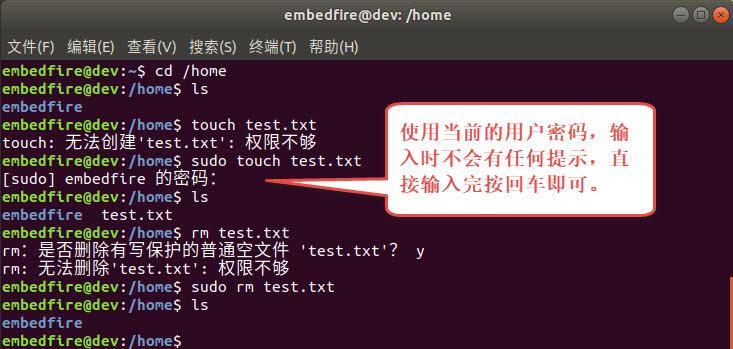 embedfire@dev: /home
文件(F) 编辑(E) 查看(V) 搜索(S) 终端(T) 帮助(H)
embedfire@dev:~$ cd /home
embedfire@dev:/home$ ls
embedfire
embedfire@dev:/home$ touch test.txt
touch: 无法创建'test.txt': 权限不够
embedfire@dev:/home$ sudo touch test.txt
[sudo] embedfire 的密码：
embedfire@dev:/home$ ls
embedfire  test.txt
embedfire@dev:/home$ rm test.txt
rm：是否删除有写保护的普通空文件 'test.txt'？ y
rm: 无法删除'test.txt': 权限不够
embedfire@dev:/home$ sudo rm test.txt
embedfire@dev:/home$ ls
embedfire
embedfire@dev:/home$
使用当前的用户密码，输
入时不会有任何提示，直
接输入完按回车即可。